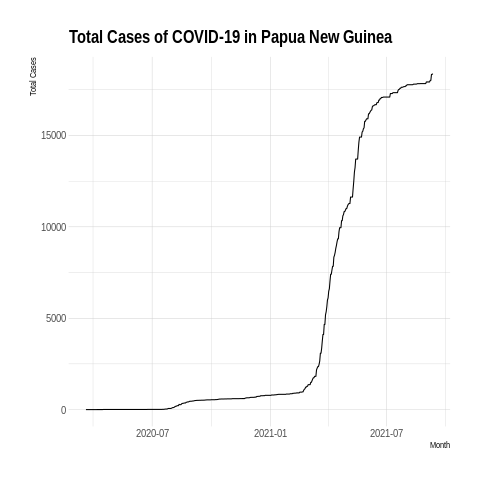 Total Cases of COVID-19 in Papua New Guinea
Total Cases
15000
10000
5000
0
2020-07 2021-01 2021-07
Month